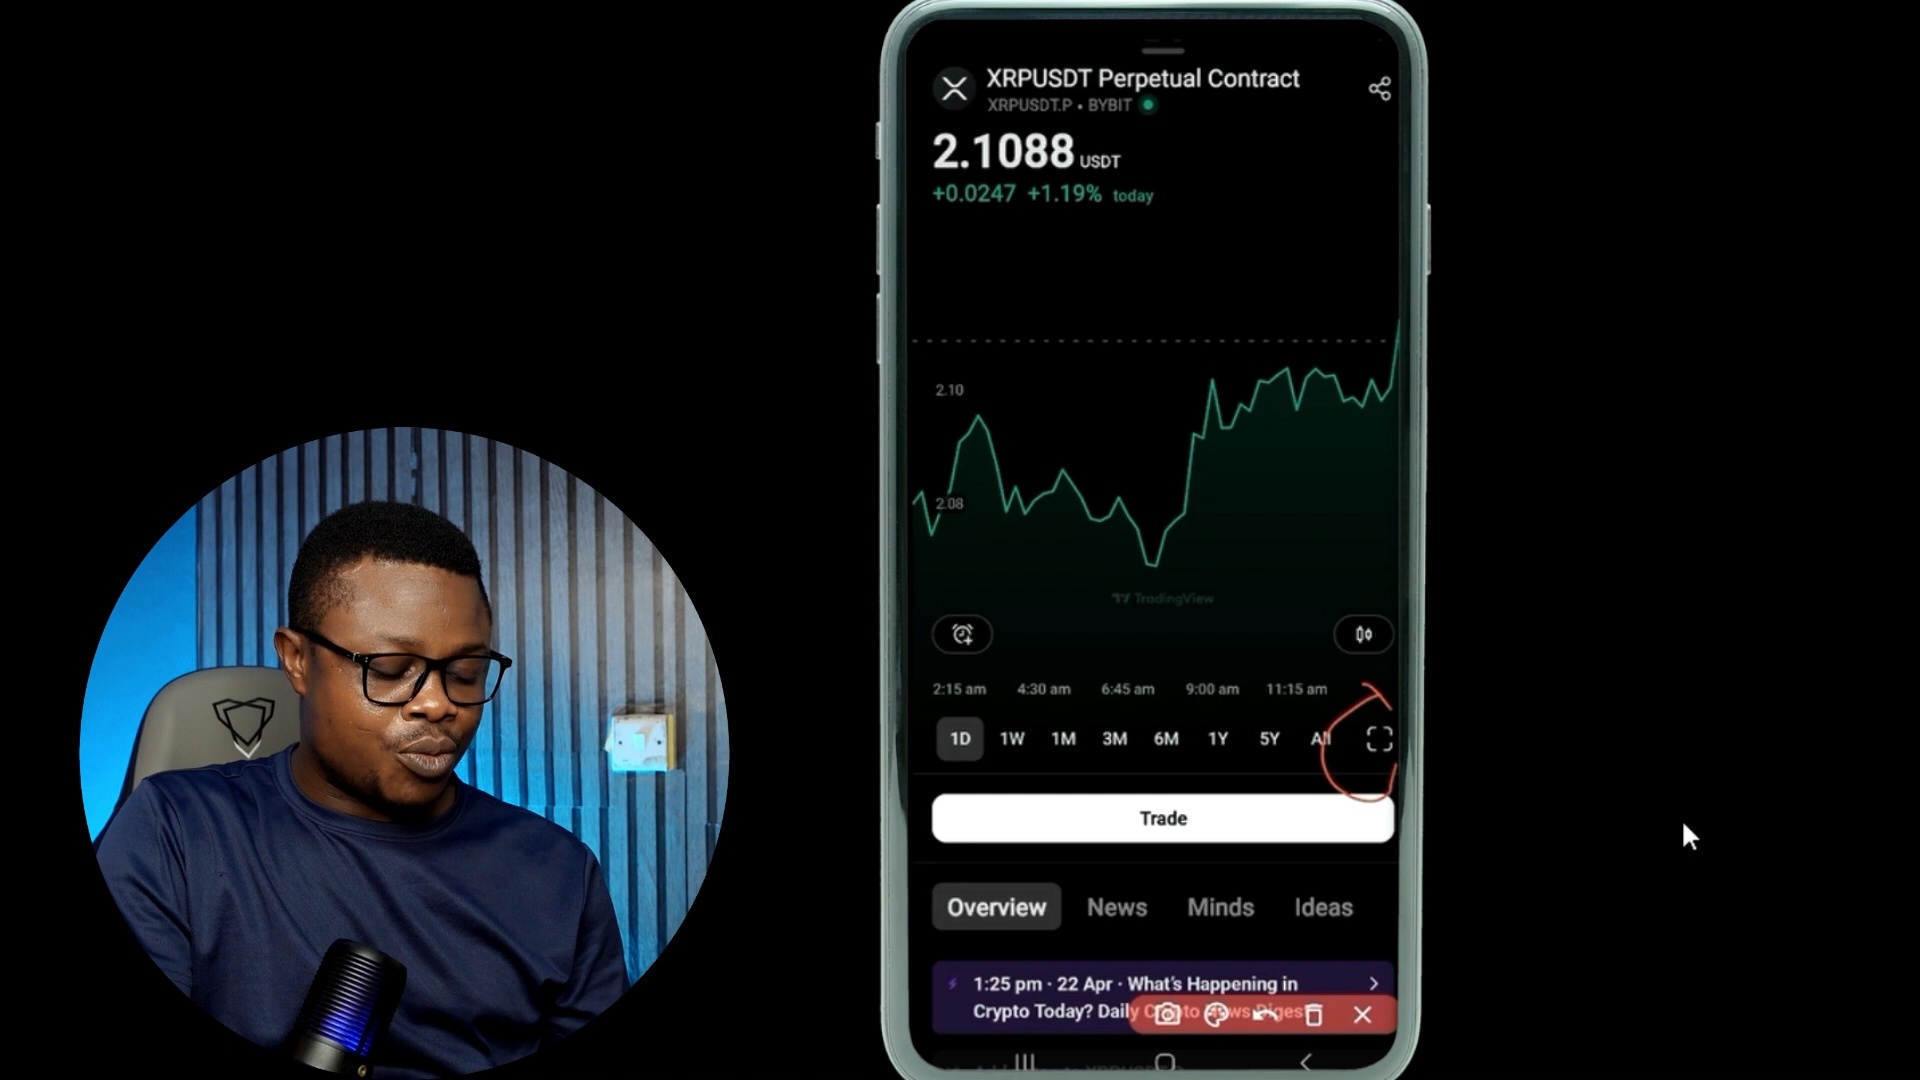 XRPUSDT Perpetual Contract
XRPUSDT.P • BYBIT
2.1088 USDT
+0.0247 +1.19% today
2.10
2.08
TradingView
2:15 am 4:30 am 6:45 am 9:00 am 11:15 am
1D 1W 1M 3M 6M 1Y 5Y All
Trade
Overview News Minds Ideas
1:25 pm · 22 Apr · What's Happening in
Crypto Today? Daily Crypto News Digest